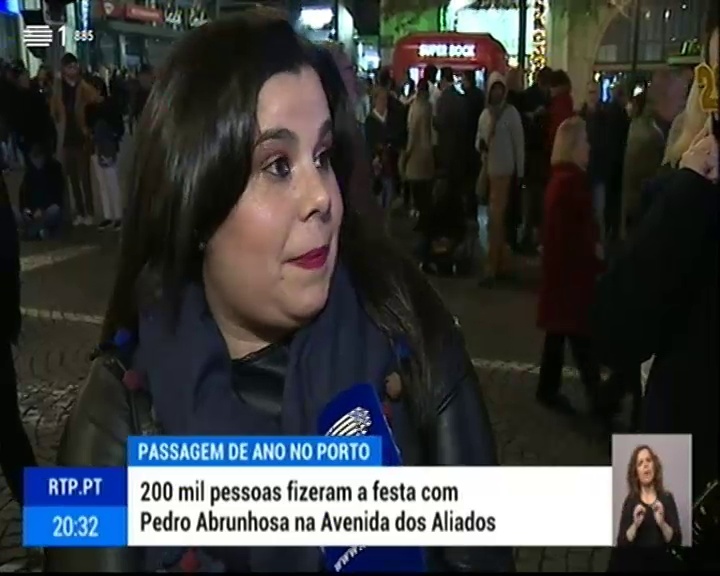 1 885
SUPER BOCK
PASSAGEM DE ANO NO PORTO
RTP.PT
200 mil pessoas fizeram a festa com
20:32
Pedro Abrunhosa na Avenida dos Aliados
www.